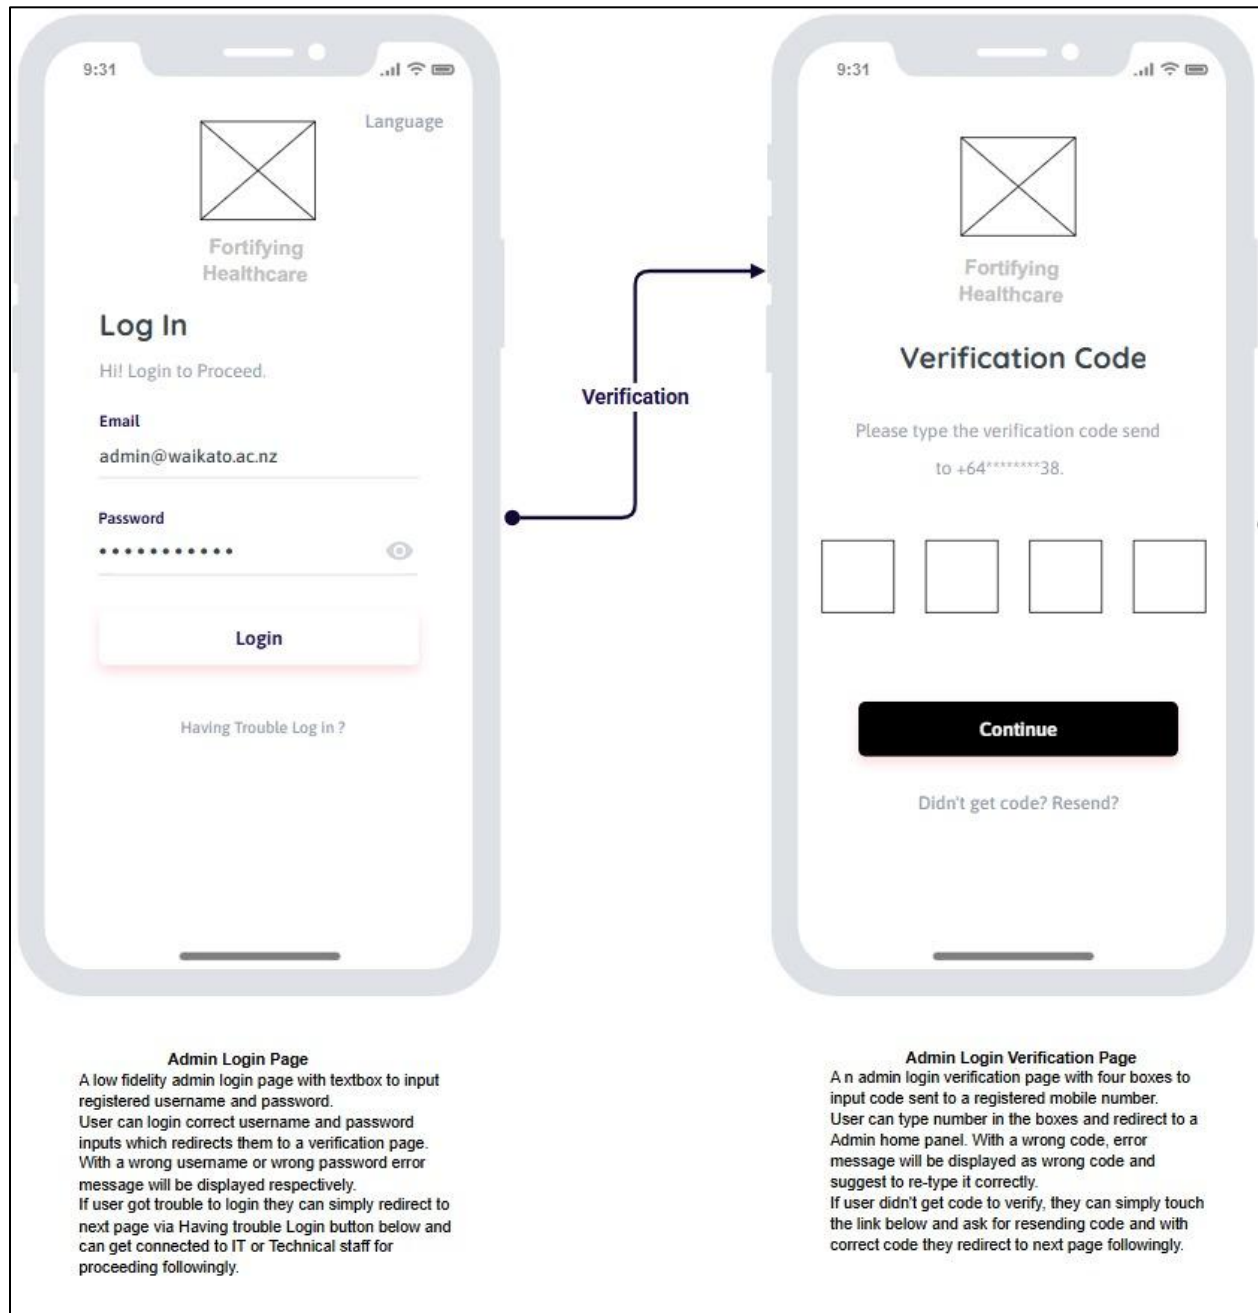 9:31
Language
Fortifying
Healthcare
Log In
Hi! Login to Proceed.
Email
admin@waikato.ac.nz
Password
Login
Having Trouble Log in ?
Verification
9:31
Fortifying
Healthcare
Verification Code
Please type the verification code send
to +64********38.
Continue
Didn't get code? Resend?
Admin Login Page
A low fidelity admin login page with textbox to input
registered username and password.
User can login correct username and password
inputs which redirects them to a verification page.
With a wrong username or wrong password error
message will be displayed respectively.
If user got trouble to login they can simply redirect to
next page via Having trouble Login button below and
can get connected to IT or Technical staff for
proceeding followingly.
Admin Login Verification Page
A n admin login verification page with four boxes to
input code sent to a registered mobile number.
User can type number in the boxes and redirect to a
Admin home panel. With a wrong code, error
message will be displayed as wrong code and
suggest to re-type it correctly.
If user didn't get code to verify, they can simply touch
the link below and ask for resending code and with
correct code they redirect to next page followingly.